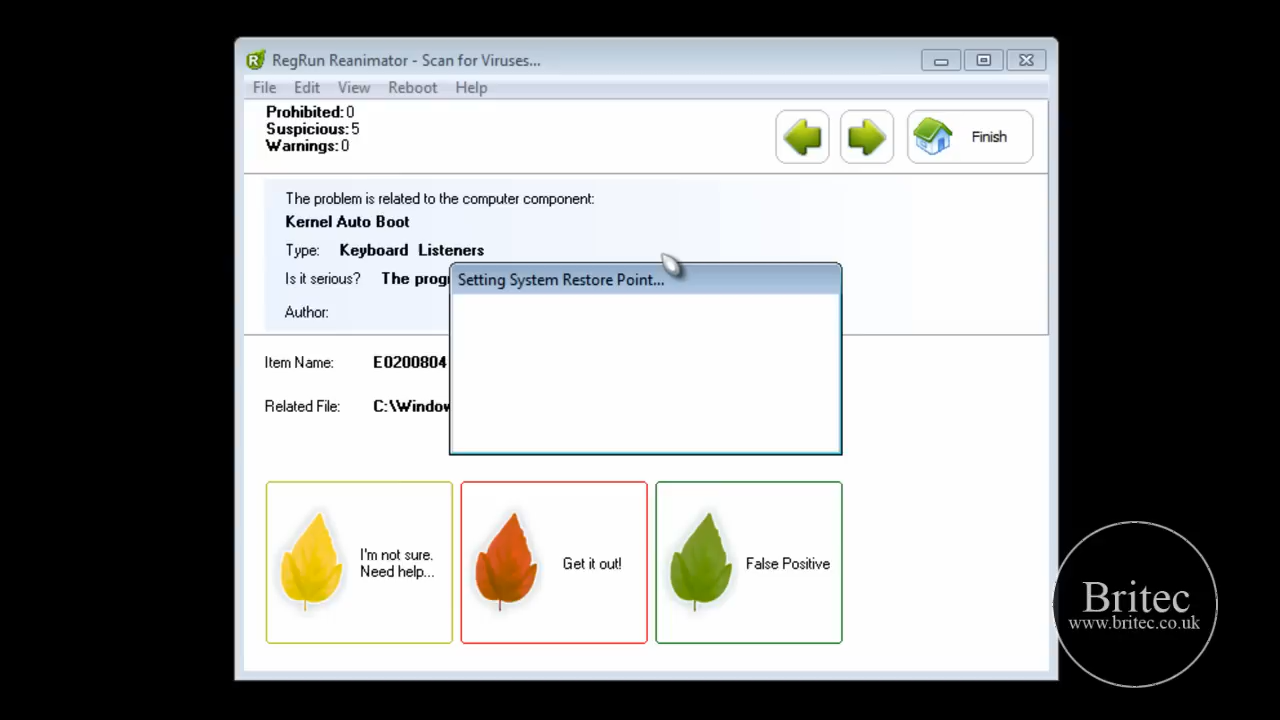 RegRun Reanimator - Scan for Viruses...
File Edit View Reboot Help
Prohibited: 0
Suspicious: 5
Warnings: 0
Finish
The problem is related to the computer component:
Kernel Auto Boot
Type: Keyboard Listeners
Is it serious? The prog
Setting System Restore Point...
Author:
Item Name: E0200804
Related File: C:\Window
I'm not sure.
Need help...
Get it out!
False Positive
Britec
www.britec.co.uk